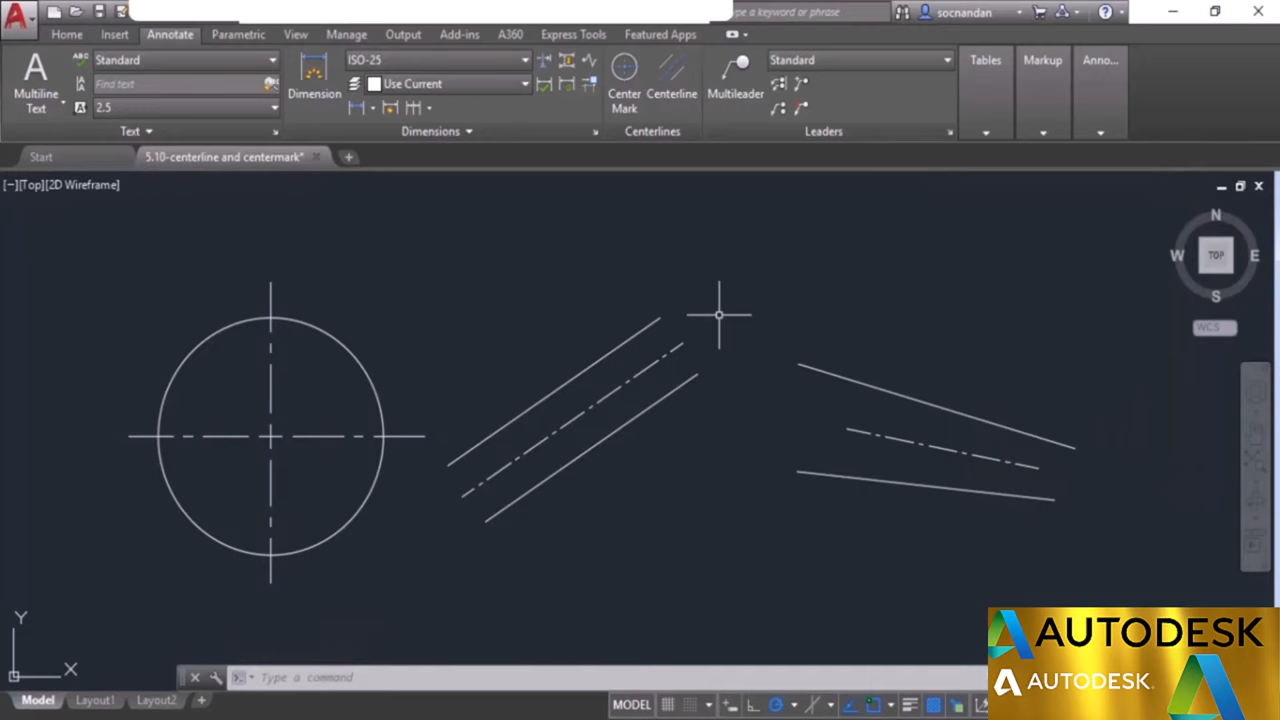 A
Type a keyword or phrase
socnandan
?
Home Insert Annotate Parametric View Manage Output Add-ins A360 Express Tools Featured Apps
A
Multiline
Text
ABC
Standard
Find text
2.5
Text
Dimension
ISO-25
Use Current
Dimensions
Center
Mark
Centerline
Centerlines
Multileader
Standard
Leaders
Tables
Markup
Anno...
Start
5.10-centerline and centermark*
[−][Top][2D Wireframe]
N
W TOP E
S
WCS
Y
X
Type a command
Model Layout1 Layout2 +
MODEL
AUTODESK
AUTODESK.